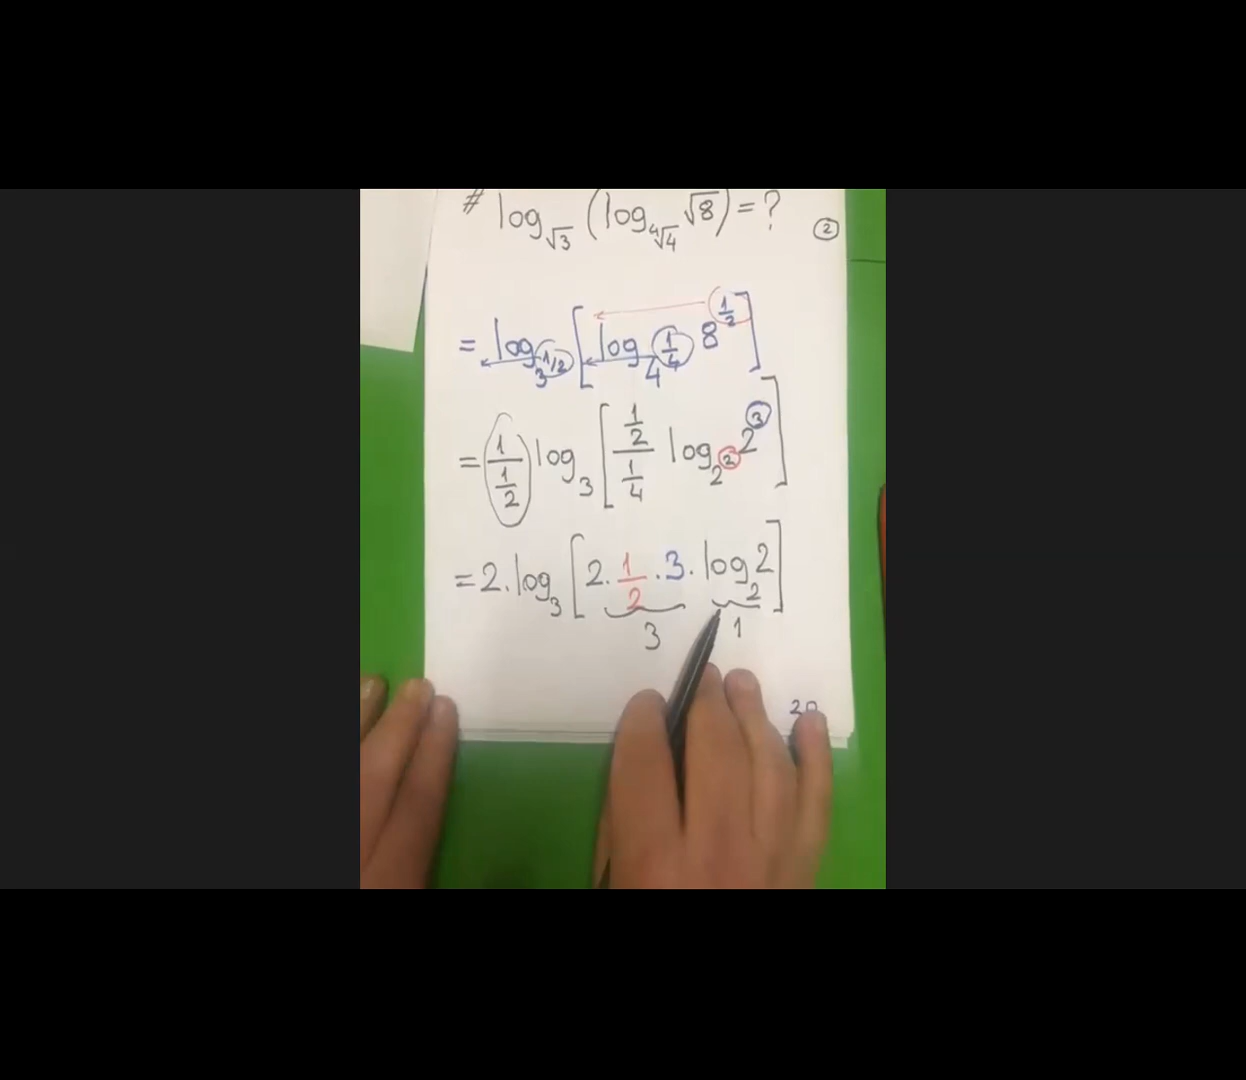 # log_√3 (log_∜4 √8) = ?
②
= log_3^1/2 [log_4^1/4 8^1/2]
= 1/(1/2) log_3 [(1/2)/(1/4) log_2^2 2^3]
= 2 . log_3 [2 . 1/2 . 3 . log_2 2]
3 1
20